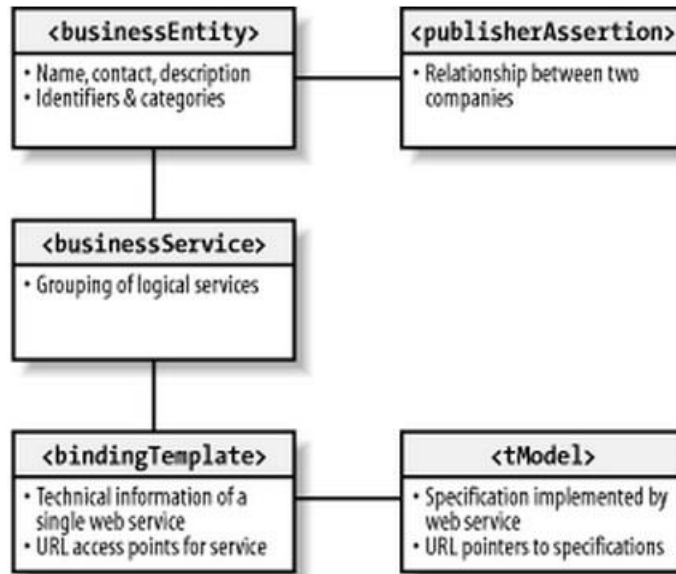 <businessEntity>
• Name, contact, description
• Identifiers & categories
<publisherAssertion>
• Relationship between two
companies
<businessService>
• Grouping of logical services
<bindingTemplate>
• Technical information of a
single web service
• URL access points for service
<tModel>
• Specification implemented by
web service
• URL pointers to specifications